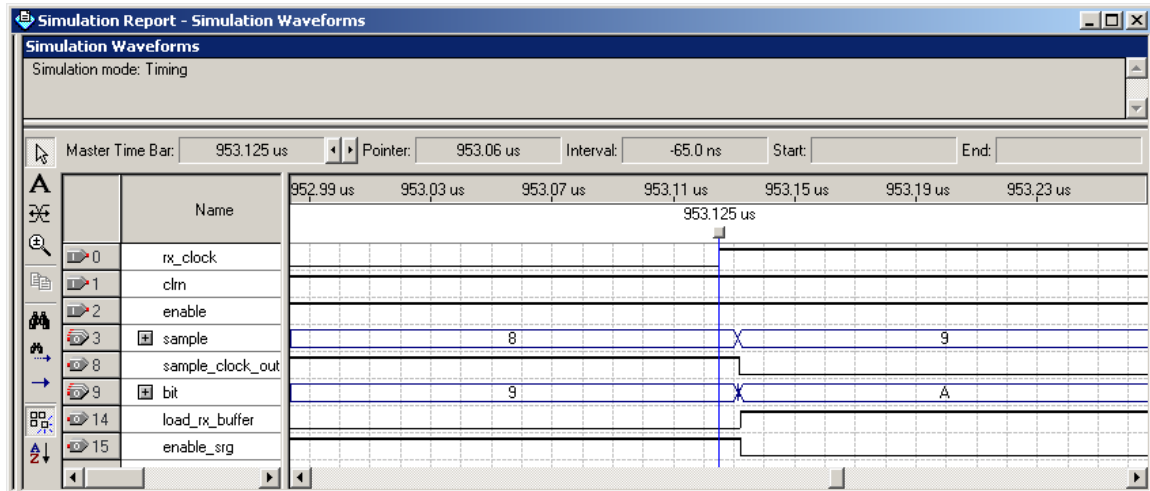 Simulation Report - Simulation Waveforms
Simulation Waveforms
Simulation mode: Timing
Master Time Bar: 953.125 us Pointer: 953.06 us Interval: -65.0 ns Start: End:
Name
952.99 us 953.03 us 953.07 us 953.11 us 953.15 us 953.19 us 953.23 us
953.125 us
0 rx_clock
1 clrn
2 enable
3 sample 8 9
8 sample_clock_out
9 bit 9 A
14 load_rx_buffer
15 enable_srg